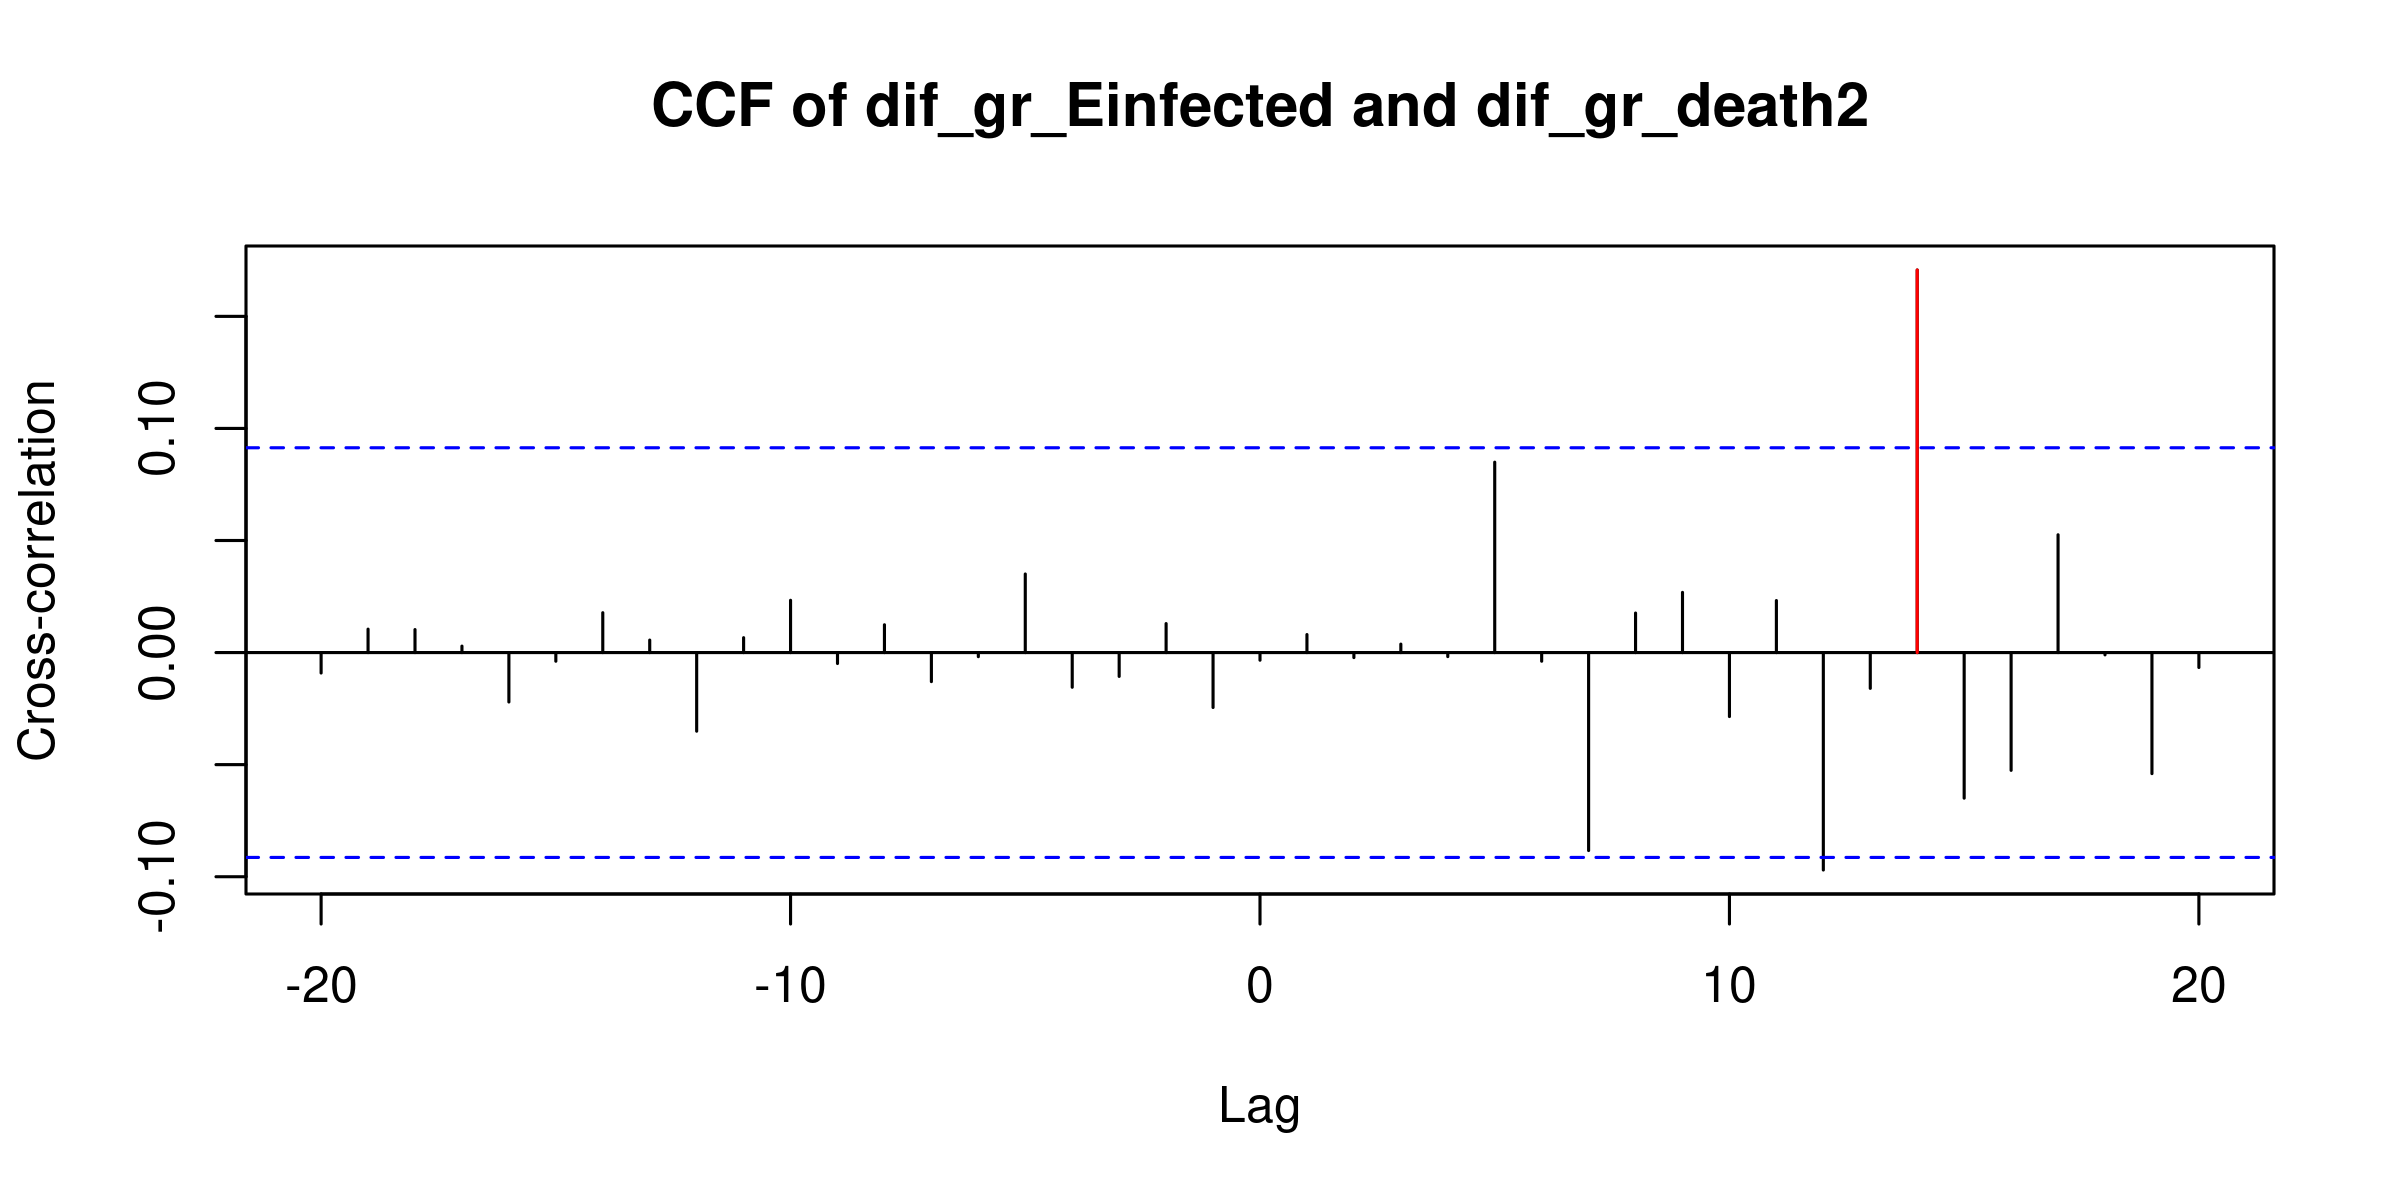 CCF of dif_gr_Einfected and dif_gr_death2
Cross-correlation
0.10
0.00
-0.10
-20 -10 0 10 20
Lag